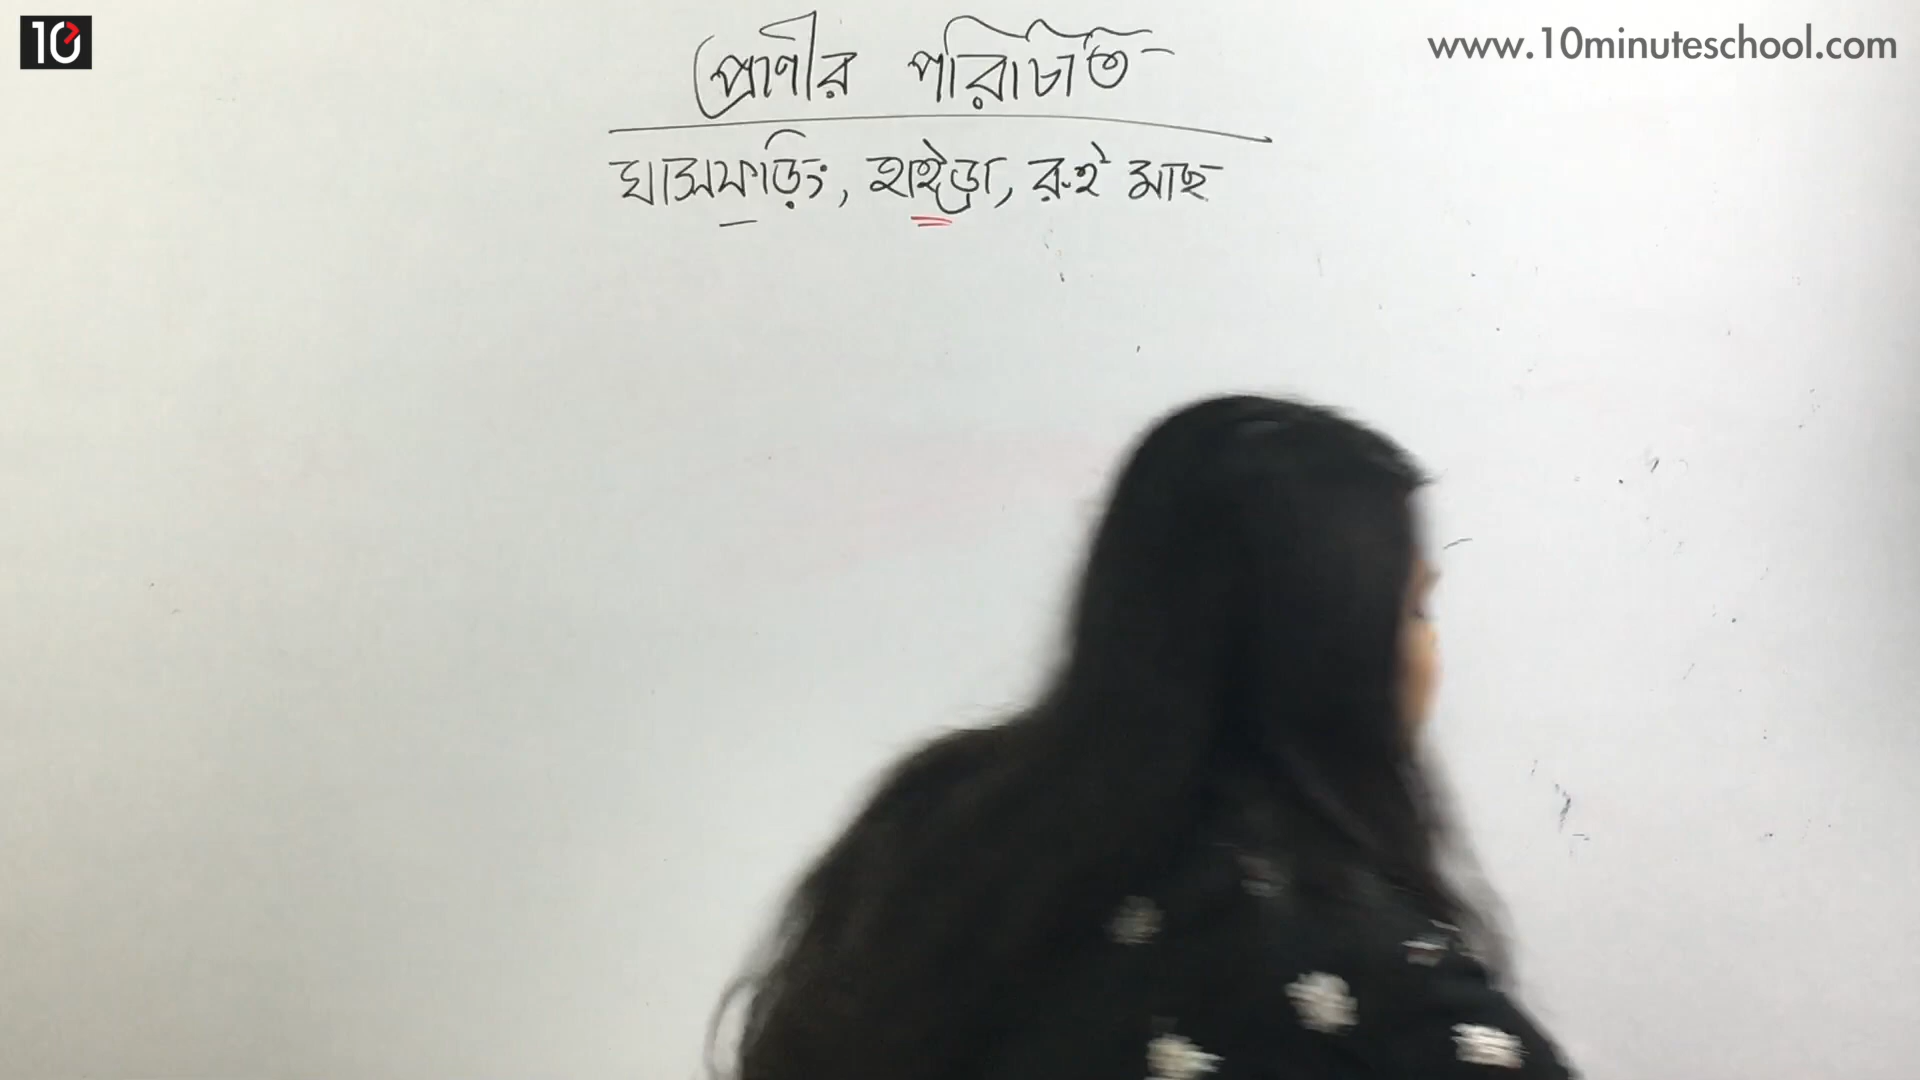 10
www.10minuteschool.com
প্রাণীর পরিচিতি
ঘাসফড়িং, হাইড্রা, রুই মাছ